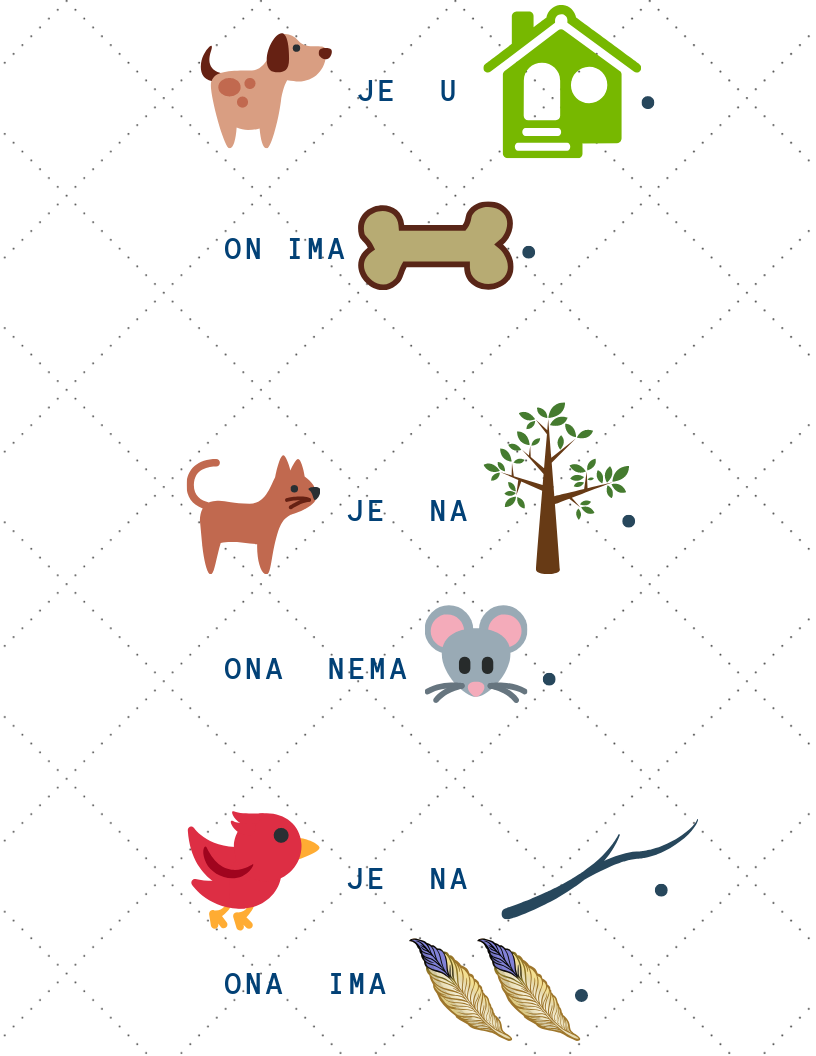 JE U .
ON IMA .
JE NA .
ONA NEMA .
JE NA .
ONA IMA .